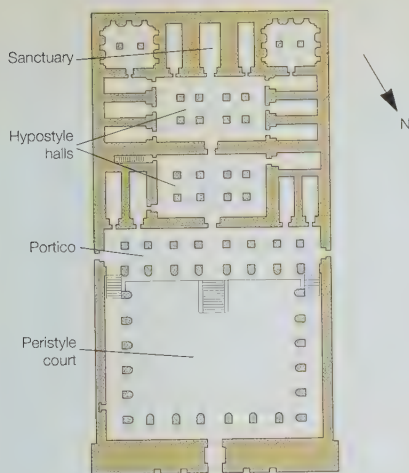 Sanctuary
Hypostyle
halls
Portico
Peristyle
court
N